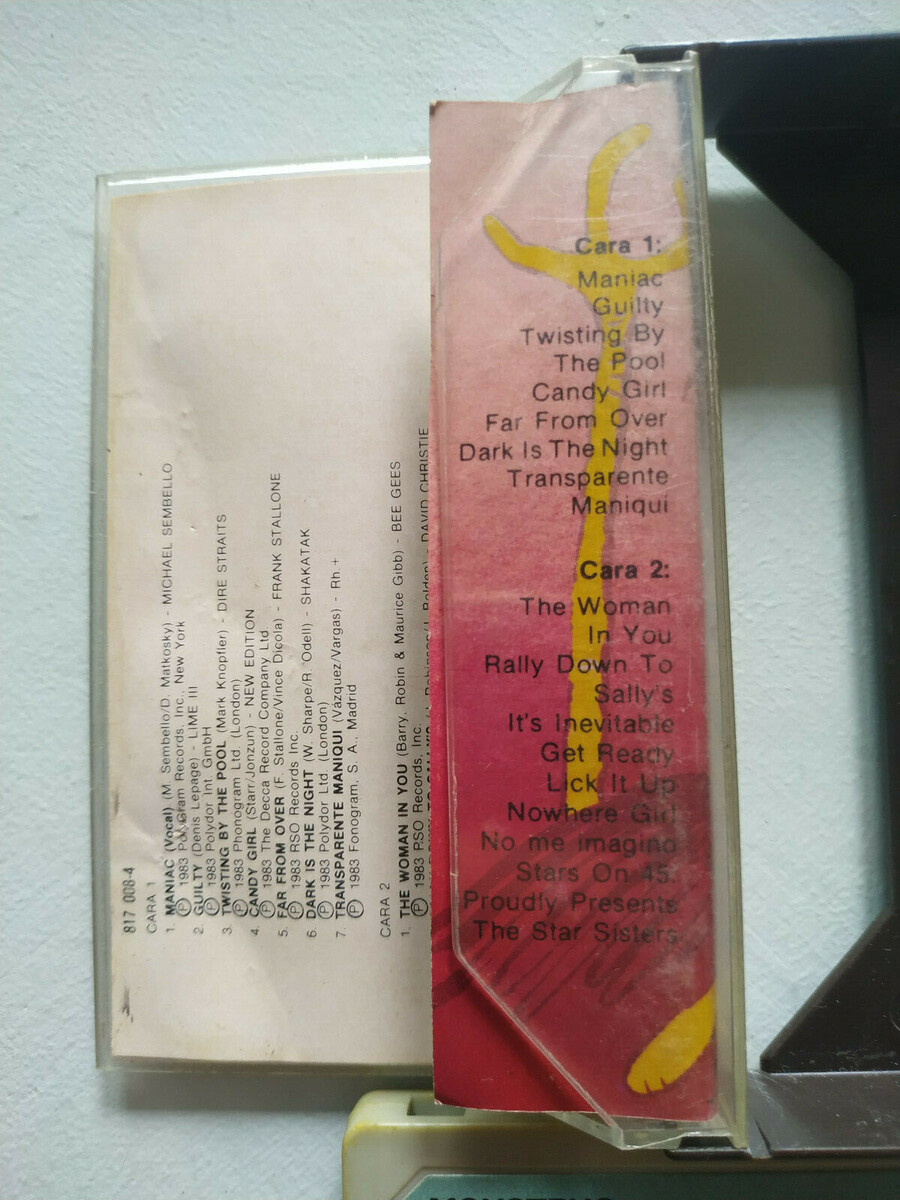 817 008-4
CARA 1
1. MANIAC (Vocal) (M. Sembello/D. Matkosky) - MICHAEL SEMBELLO
Ⓟ 1983 PolyGram Records, Inc., New York
2. GUILTY (Denis Lepage) - LIME III
Ⓟ 1983 Polydor Int. GmbH
3. TWISTING BY THE POOL (Mark Knopfler) - DIRE STRAITS
Ⓟ 1983 Phonogram Ltd. (London)
4. CANDY GIRL (Starr/Jonzun) - NEW EDITION
Ⓟ 1983 The Decca Record Company Ltd
5. FAR FROM OVER (F. Stallone/Vince Dicola) - FRANK STALLONE
Ⓟ 1983 RSO Records Inc.
6 DARK IS THE NIGHT (W. Sharpe/R. Odell) - SHAKATAK
Ⓟ 1983 Polydor Ltd. (London)
7. TRANSPARENTE MANIQUI (Vázquez/Vargas) - Rh +
Ⓟ 1983 Fonogram, S. A., Madrid
CARA 2
1. THE WOMAN IN YOU (Barry, Robin & Maurice Gibb) - BEE GEES
Ⓟ 1983 RSO Records, Inc.
DAVID CHRISTIE
Cara 1:
Maniac
Guilty
Twisting By
The Pool
Candy Girl
Far From Over
Dark Is The Night
Transparente
Maniqui
Cara 2:
The Woman
In You
Rally Down To
Sally's
It's Inevitable
Get Ready
Lick It Up
Nowhere Girl
No me imagino
Stars On 45:
Proudly Presents
The Star Sisters